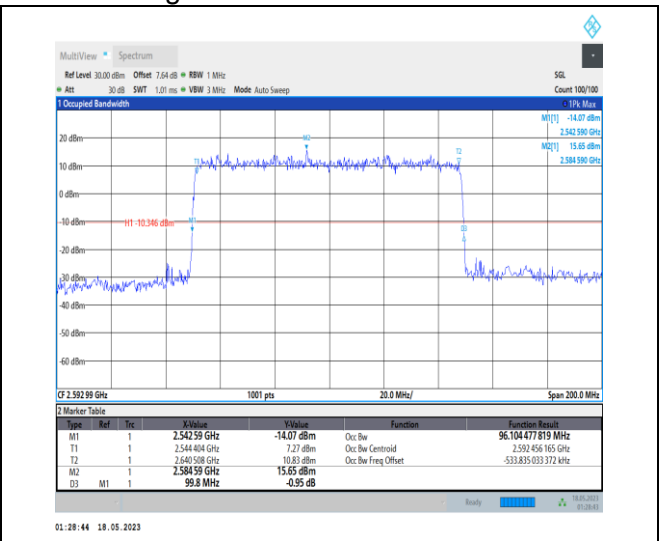 MultiView Spectrum
Ref Level 30.00 dBm Offset 7.64 dB RBW 1 MHz SGL
Att 30 dB SWT 1.01 ms VBW 3 MHz Mode Auto Sweep Count 100/100
1 Occupied Bandwidth 1Pk Max
M1[1] -14.07 dBm
2.542 590 GHz
M2[1] 15.65 dBm
2.584 590 GHz
20 dBm
M2
T2
10 dBm
T1
0 dBm
-10 dBm
H1 -10.346 dBm
M1
D3
-20 dBm
-30 dBm
-40 dBm
-50 dBm
-60 dBm
CF 2.592 99 GHz 1001 pts 20.0 MHz/ Span 200.0 MHz
2 Marker Table
Type Ref Trc X-Value Y-Value Function Function Result
M1 1 2.542 59 GHz -14.07 dBm Occ Bw 96.104 477 819 MHz
T1 1 2.544 404 GHz 7.27 dBm Occ Bw Centroid 2.592 456 165 GHz
T2 1 2.640 508 GHz 10.83 dBm Occ Bw Freq Offset -533.835 033 372 kHz
M2 1 2.584 59 GHz 15.65 dBm
D3 M1 1 99.8 MHz -0.95 dB
Ready 18.05.2023
01:28:43
01:28:44 18.05.2023